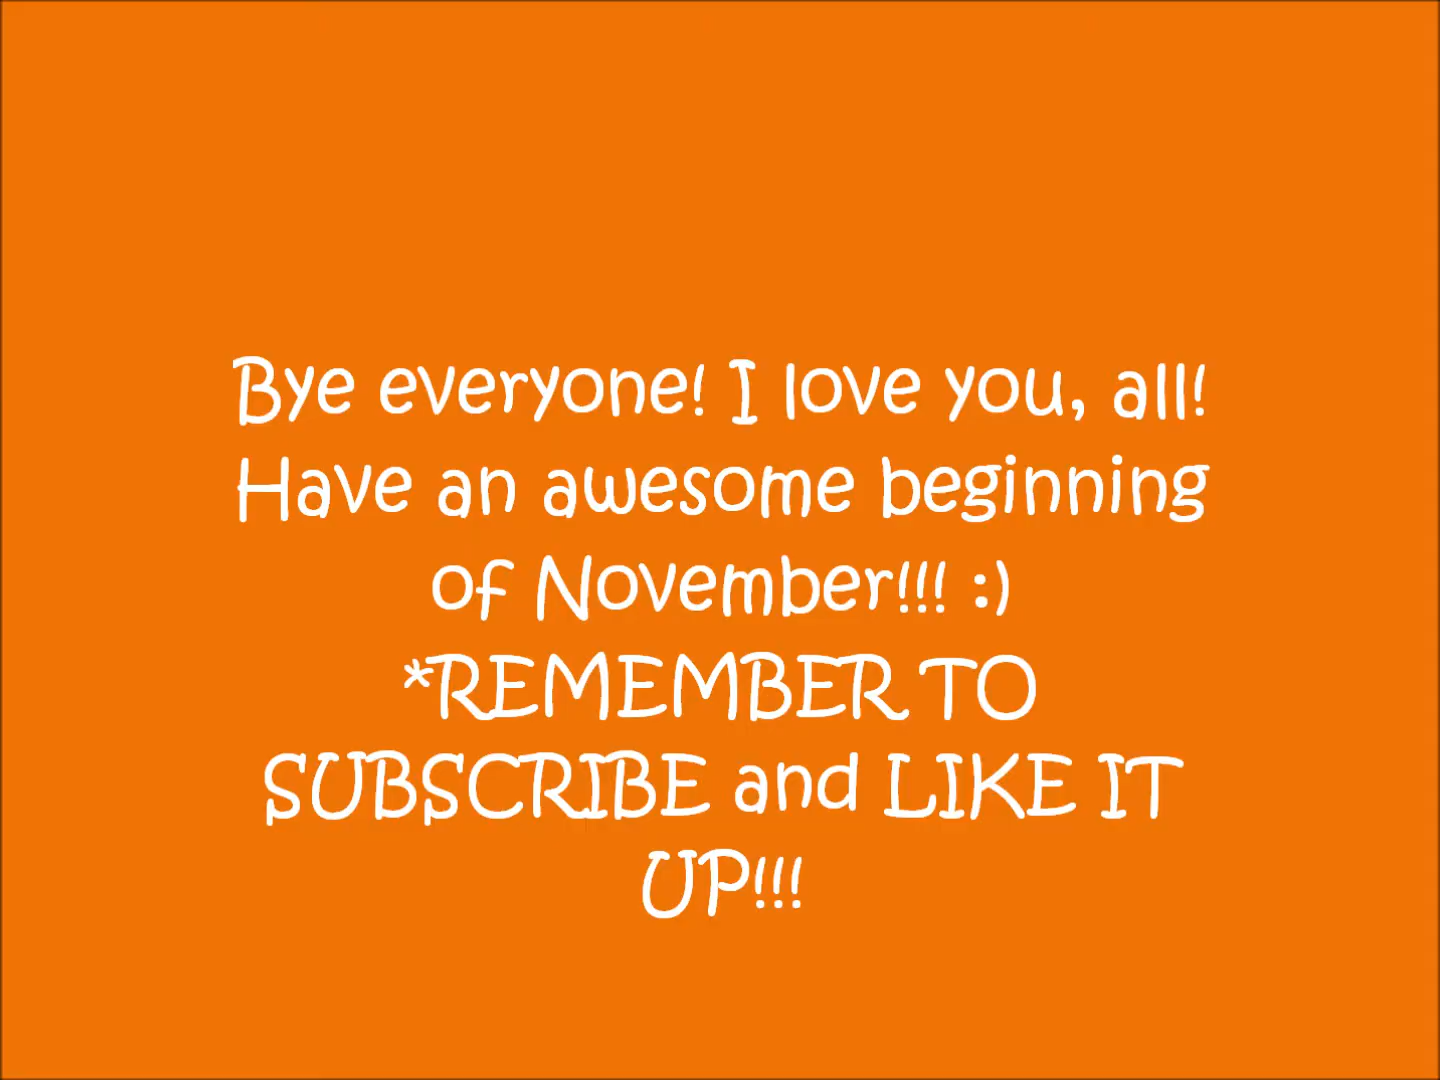 Bye everyone! I love you, all!
Have an awesome beginning
of November!!! :)
*REMEMBER TO
SUBSCRIBE and LIKE IT
UP!!!